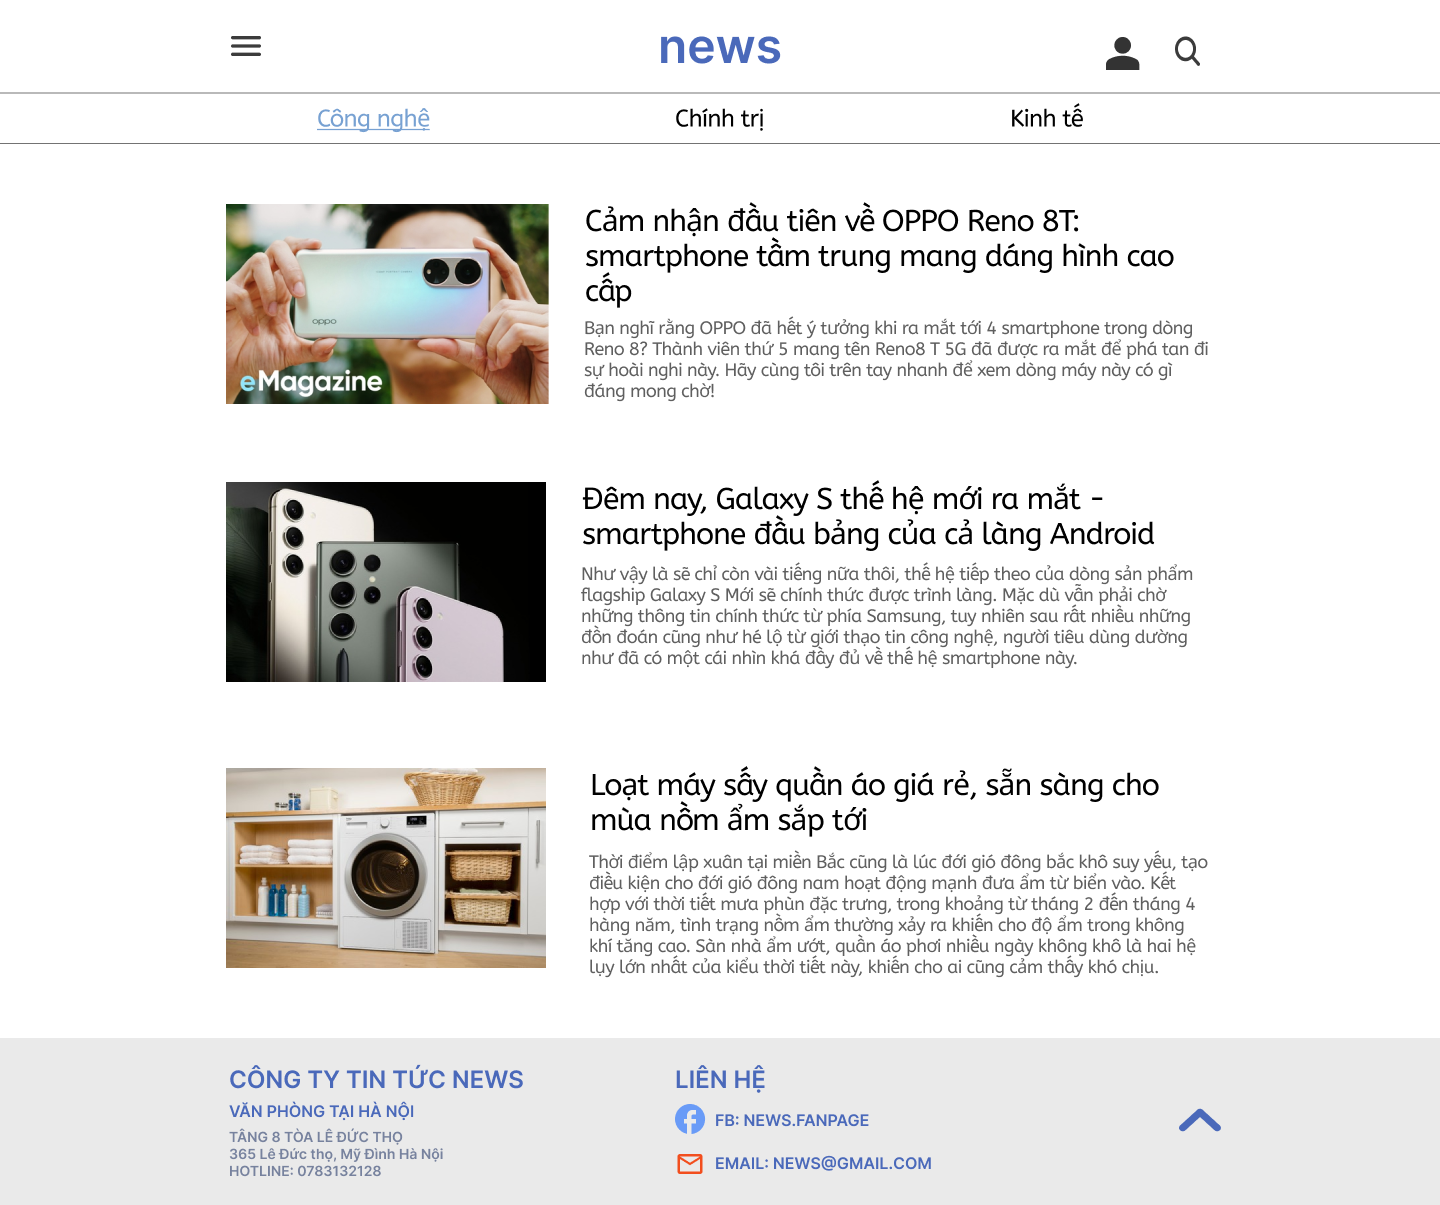 news
Công nghệ
Chính trị
Kinh tế
Cảm nhận đầu tiên về OPPO Reno 8T:
smartphone tầm trung mang dáng hình cao
cấp
Bạn nghĩ rằng OPPO đã hết ý tưởng khi ra mắt tới 4 smartphone trong dòng
Reno 8? Thành viên thứ 5 mang tên Reno8 T 5G đã được ra mắt để phá tan đi
sự hoài nghi này. Hãy cùng tôi trên tay nhanh để xem dòng máy này có gì
đáng mong chờ!
oppo
eMagazine
Đêm nay, Galaxy S thế hệ mới ra mắt -
smartphone đầu bảng của cả làng Android
Như vậy là sẽ chỉ còn vài tiếng nữa thôi, thế hệ tiếp theo của dòng sản phẩm
flagship Galaxy S Mới sẽ chính thức được trình làng. Mặc dù vẫn phải chờ
những thông tin chính thức từ phía Samsung, tuy nhiên sau rất nhiều những
đồn đoán cũng như hé lộ từ giới thạo tin công nghệ, người tiêu dùng dường
như đã có một cái nhìn khá đầy đủ về thế hệ smartphone này.
Loạt máy sấy quần áo giá rẻ, sẵn sàng cho
mùa nồm ẩm sắp tới
Thời điểm lập xuân tại miền Bắc cũng là lúc đới gió đông bắc khô suy yếu, tạo
điều kiện cho đới gió đông nam hoạt động mạnh đưa ẩm từ biển vào. Kết
hợp với thời tiết mưa phùn đặc trưng, trong khoảng từ tháng 2 đến tháng 4
hàng năm, tình trạng nồm ẩm thường xảy ra khiến cho độ ẩm trong không
khí tăng cao. Sàn nhà ẩm ướt, quần áo phơi nhiều ngày không khô là hai hệ
lụy lớn nhất của kiểu thời tiết này, khiến cho ai cũng cảm thấy khó chịu.
CÔNG TY TIN TỨC NEWS
VĂN PHÒNG TẠI HÀ NỘI
TẦNG 8 TÒA LÊ ĐỨC THỌ
365 Lê Đức thọ, Mỹ Đình Hà Nội
HOTLINE: 0783132128
LIÊN HỆ
FB: NEWS.FANPAGE
EMAIL: NEWS@GMAIL.COM